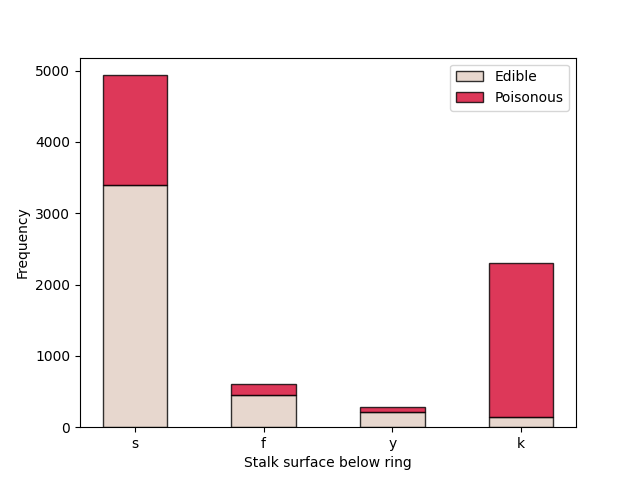 Edible
Poisonous
5000
4000
3000
2000
1000
0
Frequency
s f y k
Stalk surface below ring